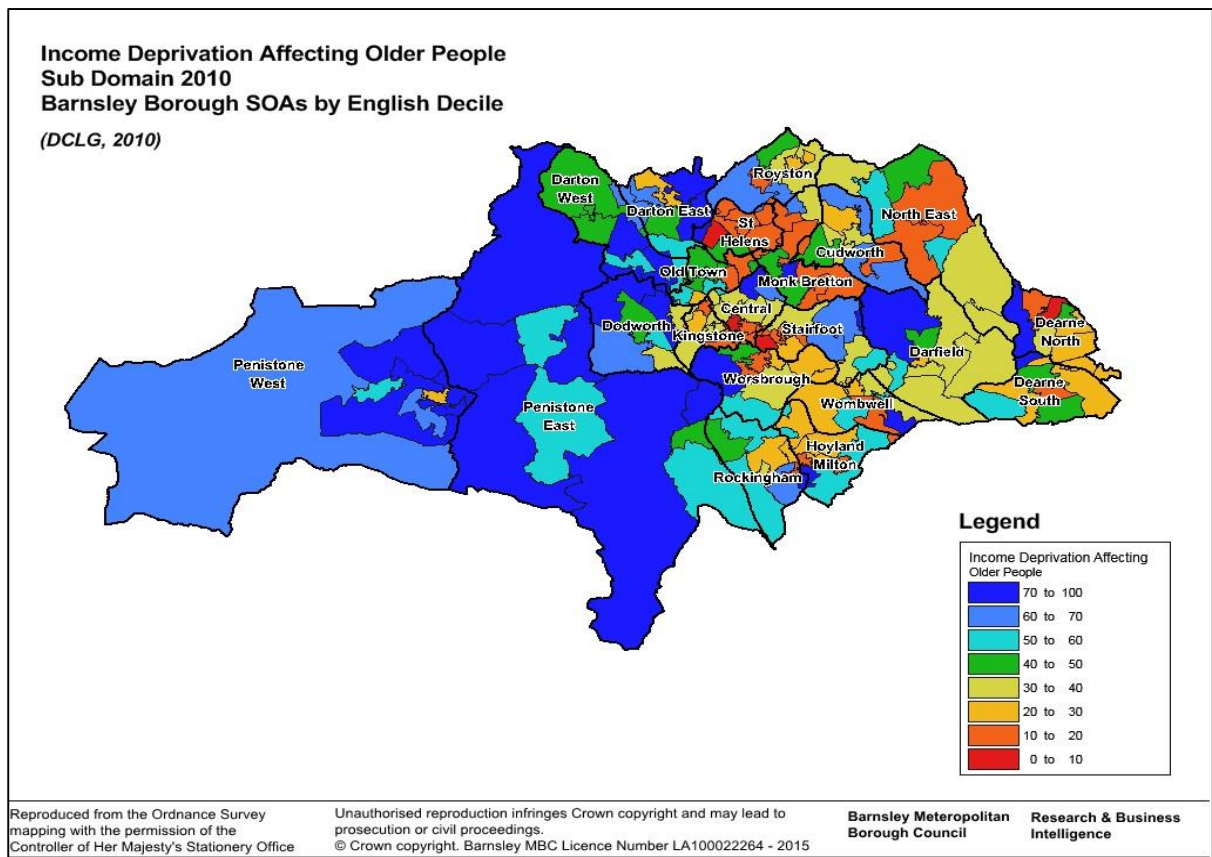 Income Deprivation Affecting Older People
Sub Domain 2010
Barnsley Borough SOAs by English Decile
(DCLG, 2010)
Darton
West
Darton East
Royston
North East
St
Helens
Cudworth
Old Town
Monk Bretton
Dodworth
Central
Kingstone
Stairfoot
Dearne
North
Darfield
Penistone
West
Worsbrough
Dearne
South
Penistone
East
Wombwell
Hoyland
Milton
Rockingham
Legend
Income Deprivation Affecting
Older People
70 to 100
60 to 70
50 to 60
40 to 50
30 to 40
20 to 30
10 to 20
0 to 10
Reproduced from the Ordnance Survey
mapping with the permission of the
Controller of Her Majesty's Stationery Office
Unauthorised reproduction infringes Crown copyright and may lead to
prosecution or civil proceedings.
© Crown copyright. Barnsley MBC Licence Number LA100022264 - 2015
Barnsley Meteropolitan
Borough Council
Research & Business
Intelligence